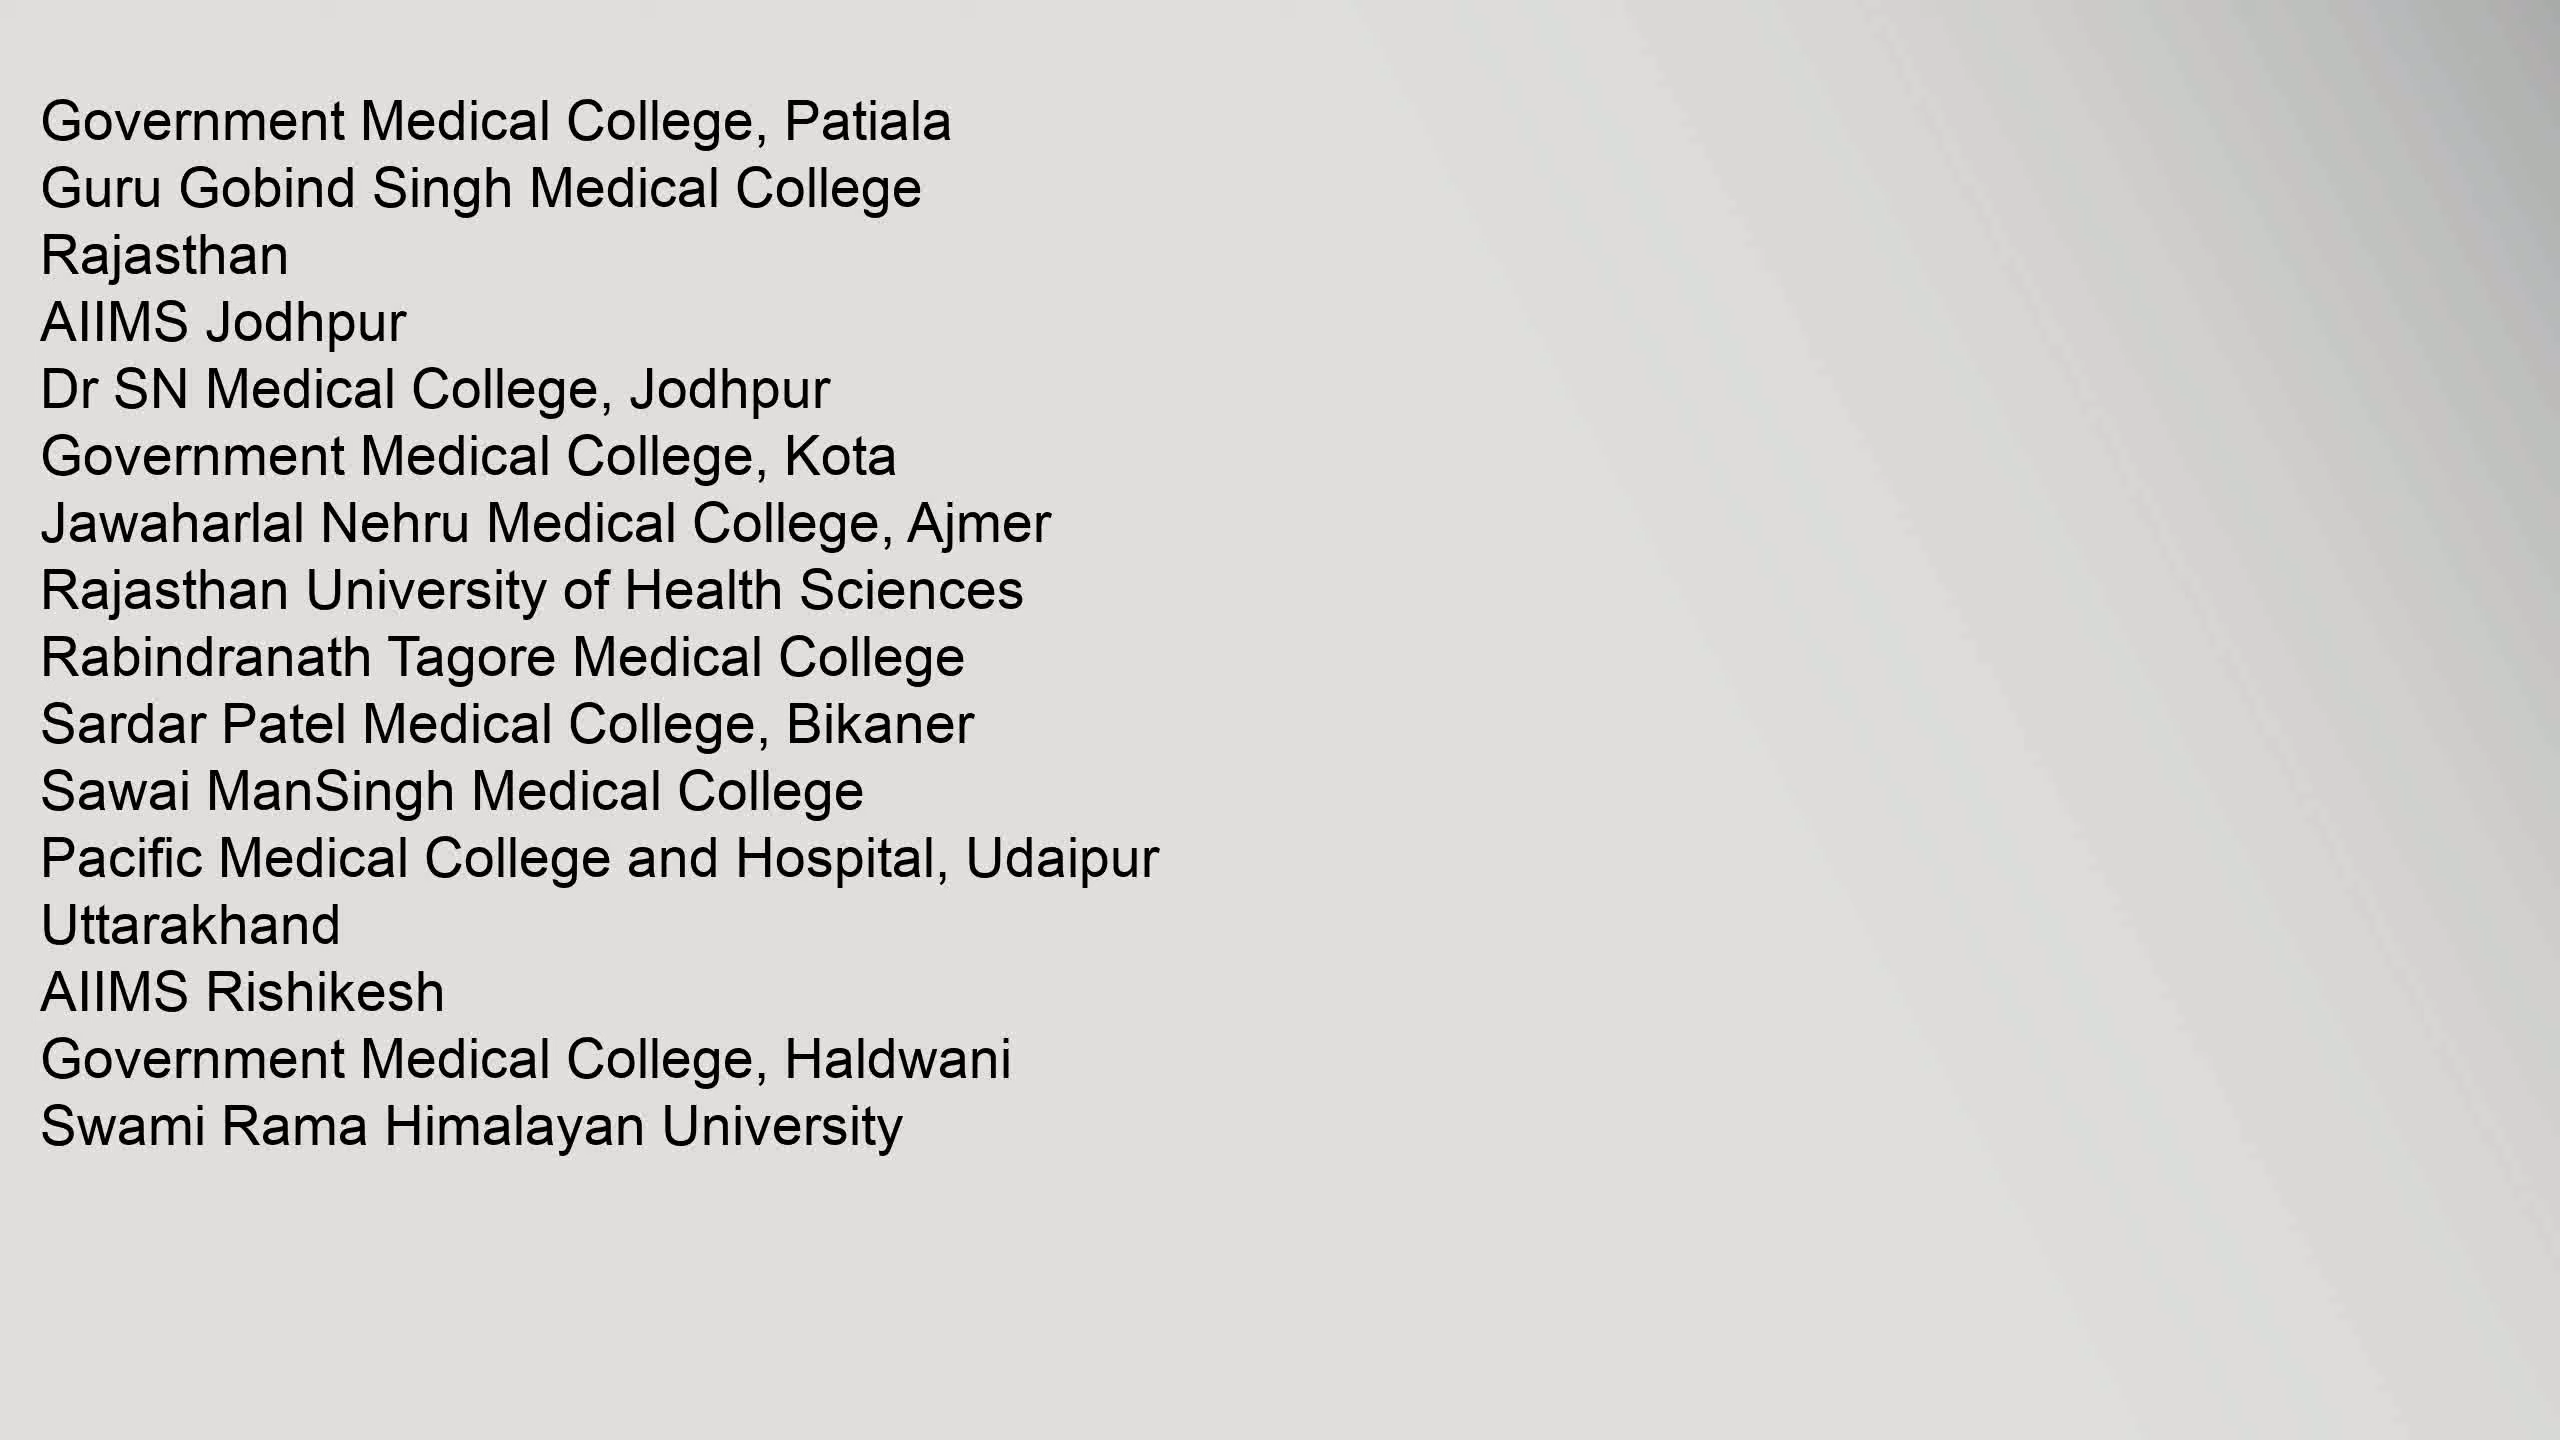 Government Medical College, Patiala
Guru Gobind Singh Medical College
Rajasthan
AIIMS Jodhpur
Dr SN Medical College, Jodhpur
Government Medical College, Kota
Jawaharlal Nehru Medical College, Ajmer
Rajasthan University of Health Sciences
Rabindranath Tagore Medical College
Sardar Patel Medical College, Bikaner
Sawai ManSingh Medical College
Pacific Medical College and Hospital, Udaipur
Uttarakhand
AIIMS Rishikesh
Government Medical College, Haldwani
Swami Rama Himalayan University